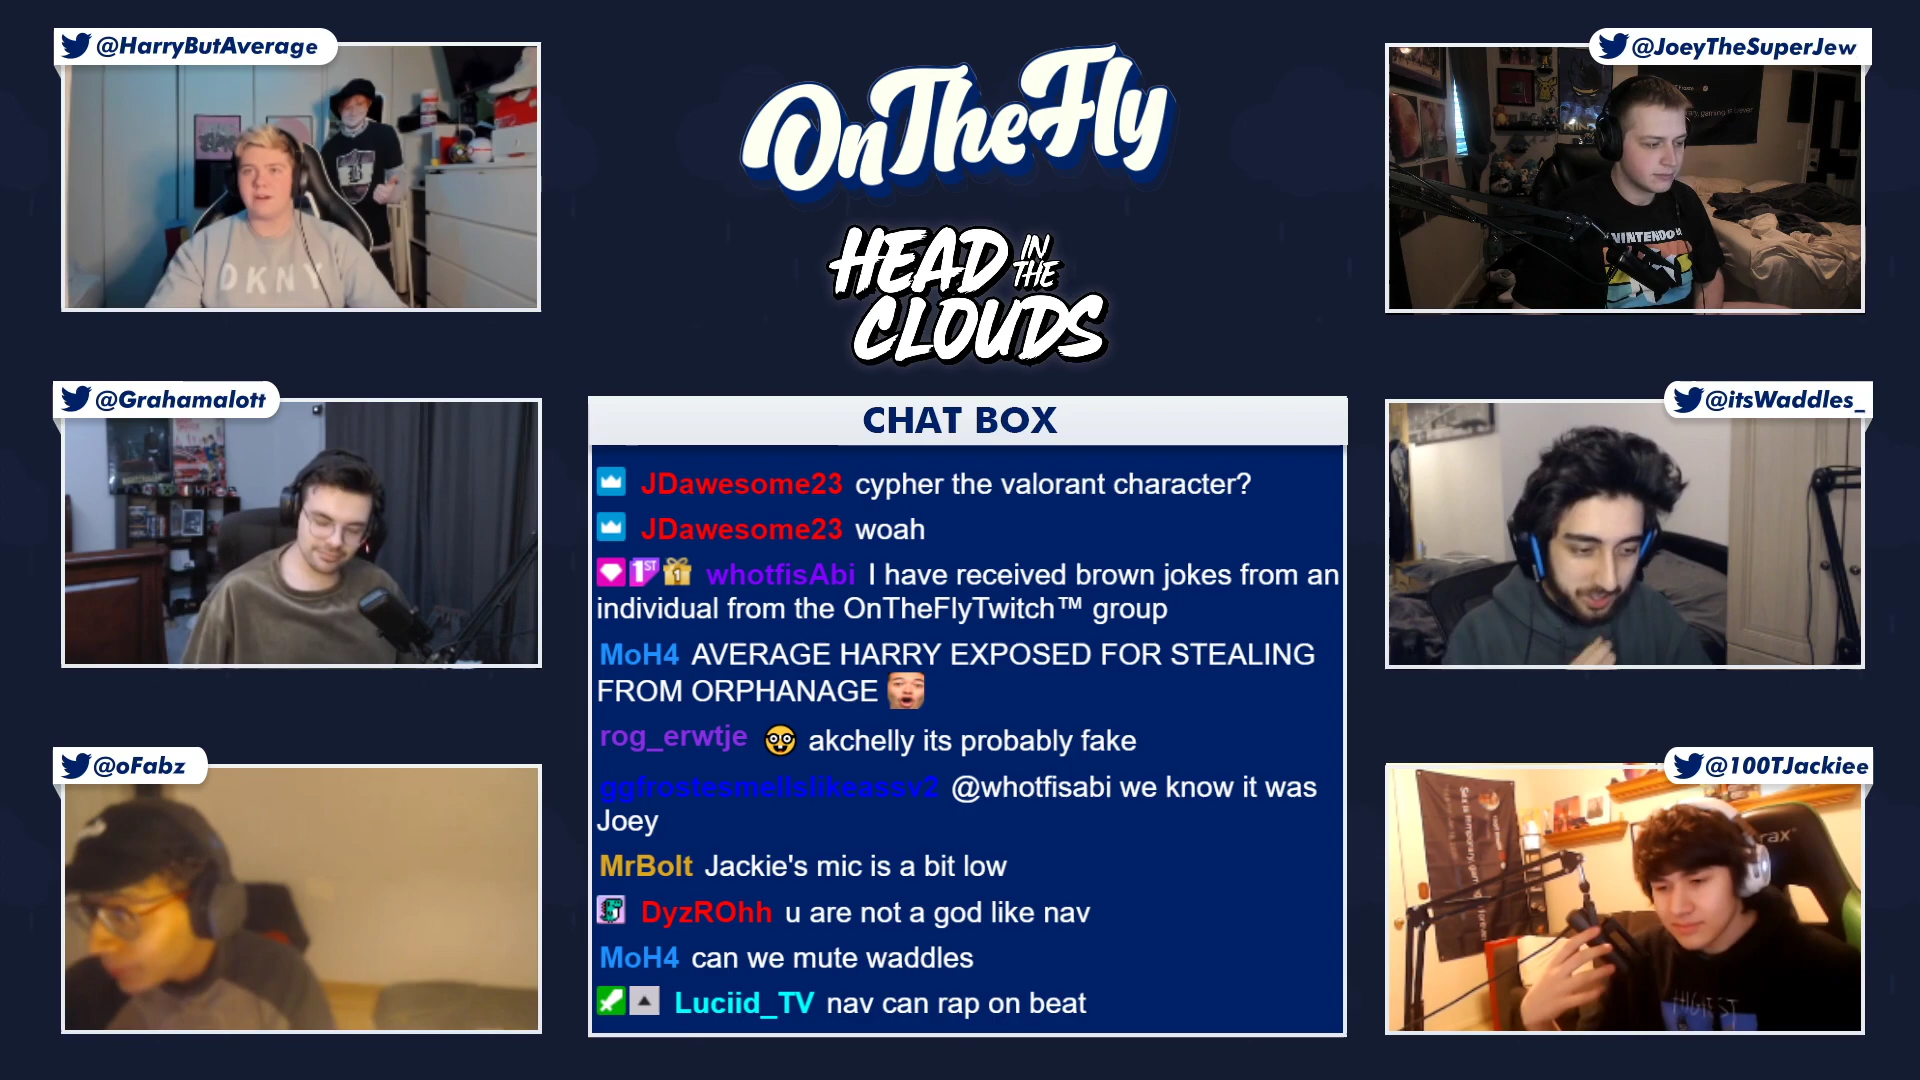 @HarryButAverage
DKNY
@JoeyTheSuperJew
NINTENDO
OnTheFly
HEAD IN THE
CLOUDS
@Grahamalott
@itsWaddles_
CHAT BOX
JDawesome23 cypher the valorant character?
JDawesome23 woah
1ST 1 whotfisAbi I have received brown jokes from an
individual from the OnTheFlyTwitch™ group
MoH4 AVERAGE HARRY EXPOSED FOR STEALING
FROM ORPHANAGE
rog_erwtje akchelly its probably fake
ggfrostesmellslikeassv2 @whotfisabi we know it was
Joey
MrBolt Jackie's mic is a bit low
DyzROhh u are not a god like nav
MoH4 can we mute waddles
Luciid_TV nav can rap on beat
@oFabz
@100TJackiee
rax